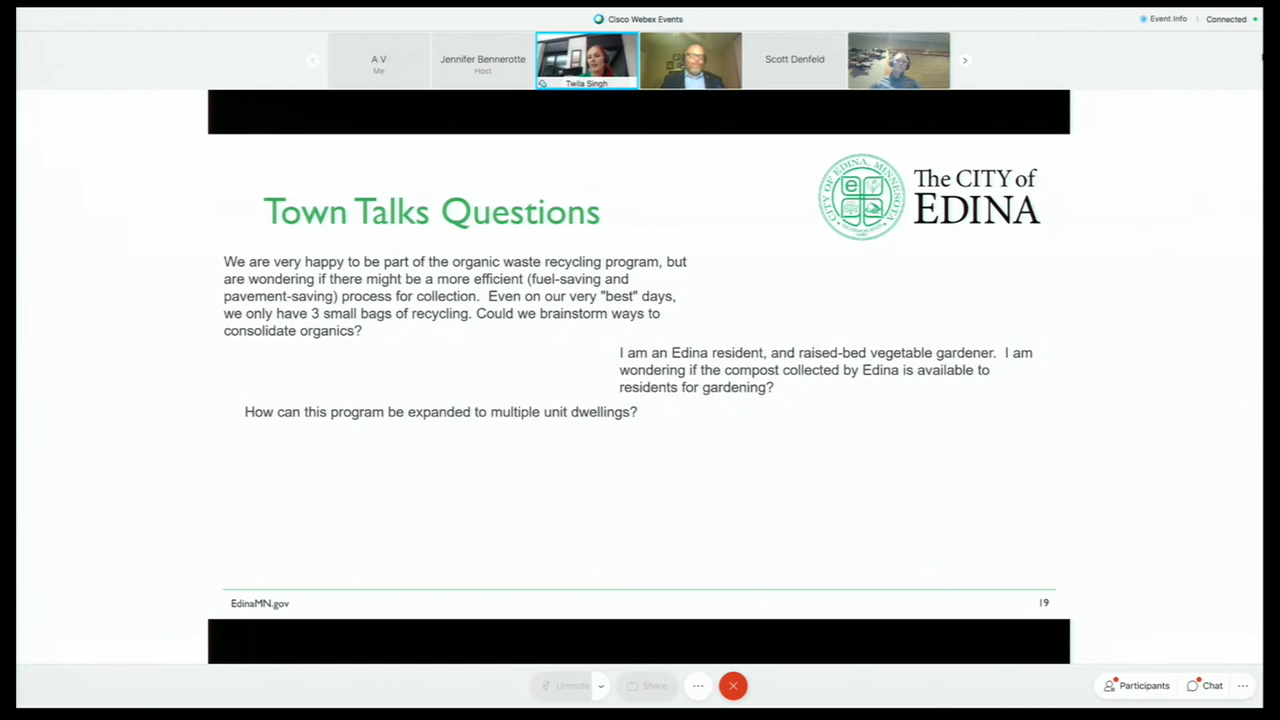 Cisco Webex Events
Event Info
Connected
A V
Me
Jennifer Bennerotte
Host
Twila Singh
Scott Denfeld
CITY OF EDINA, MINNESOTA
e
The CITY of
EDINA
Town Talks Questions
We are very happy to be part of the organic waste recycling program, but
are wondering if there might be a more efficient (fuel-saving and
pavement-saving) process for collection.  Even on our very "best" days,
we only have 3 small bags of recycling. Could we brainstorm ways to
consolidate organics?
I am an Edina resident, and raised-bed vegetable gardener.  I am
wondering if the compost collected by Edina is available to
residents for gardening?
How can this program be expanded to multiple unit dwellings?
EdinaMN.gov
19
Unmute
Share
Participants
Chat